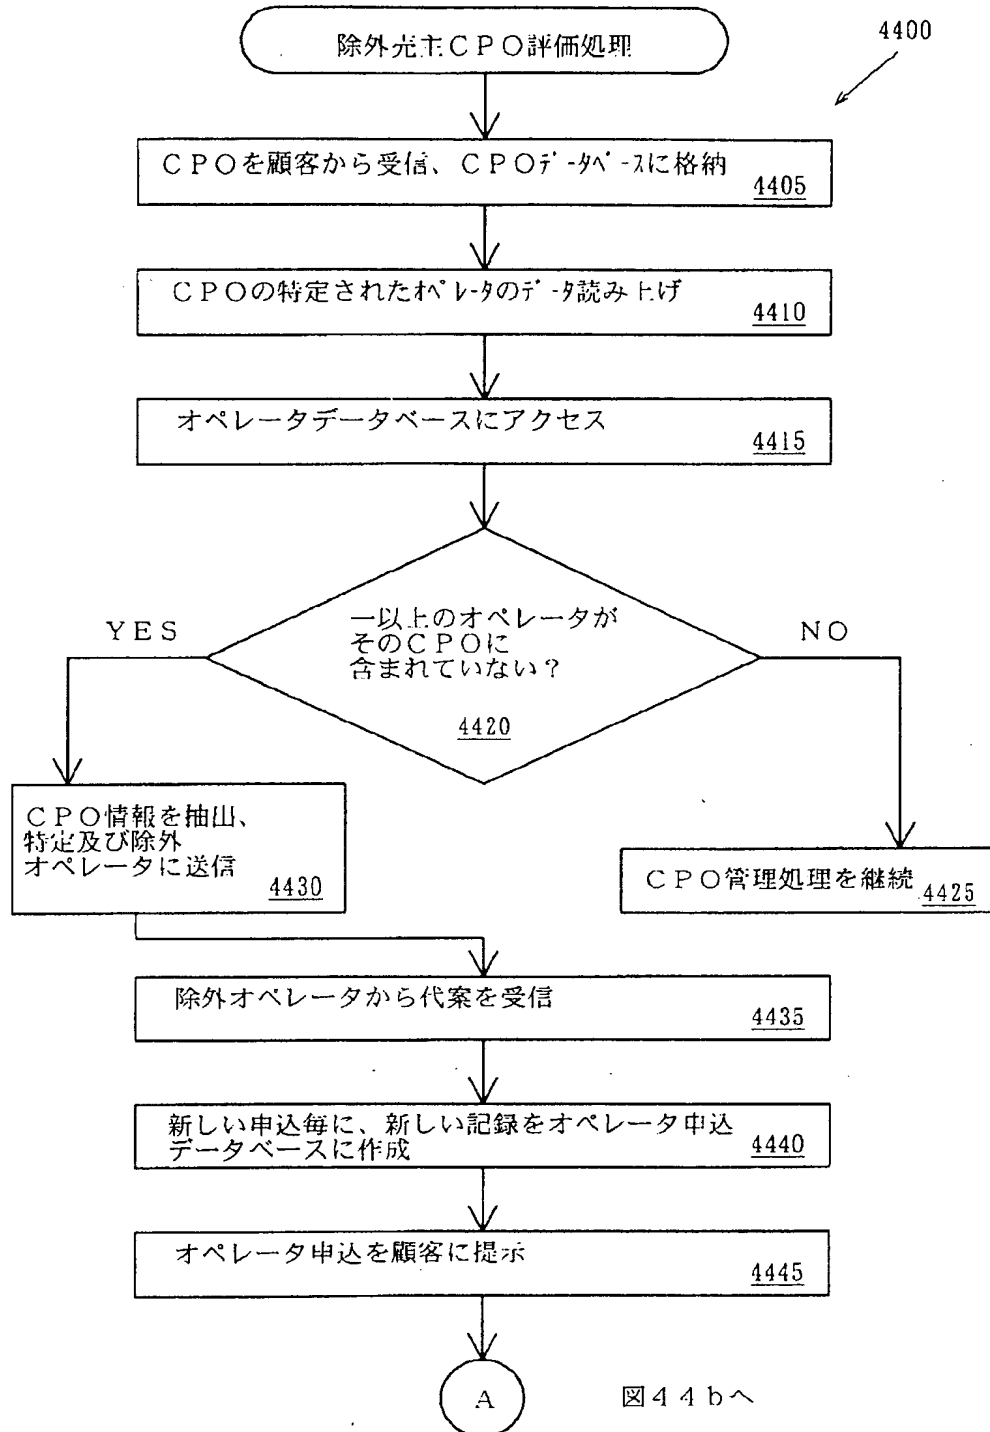 除外売主ＣＰＯ評価処理
4400
ＣＰＯを顧客から受信、ＣＰＯﾃﾞｰﾀﾍﾞｰｽに格納
4405
ＣＰＯの特定されたｵﾍﾟﾚｰﾀのﾃﾞｰﾀ読み上げ
4410
オペレータデータベースにアクセス
4415
一以上のオペレータが
そのＣＰＯに
含まれていない？
4420
ＹＥＳ
ＮＯ
ＣＰＯ情報を抽出、
特定及び除外
オペレータに送信
4430
ＣＰＯ管理処理を継続
4425
除外オペレータから代案を受信
4435
新しい申込毎に、新しい記録をオペレータ申込
データベースに作成
4440
オペレータ申込を顧客に提示
4445
Ａ
図４４ｂへ